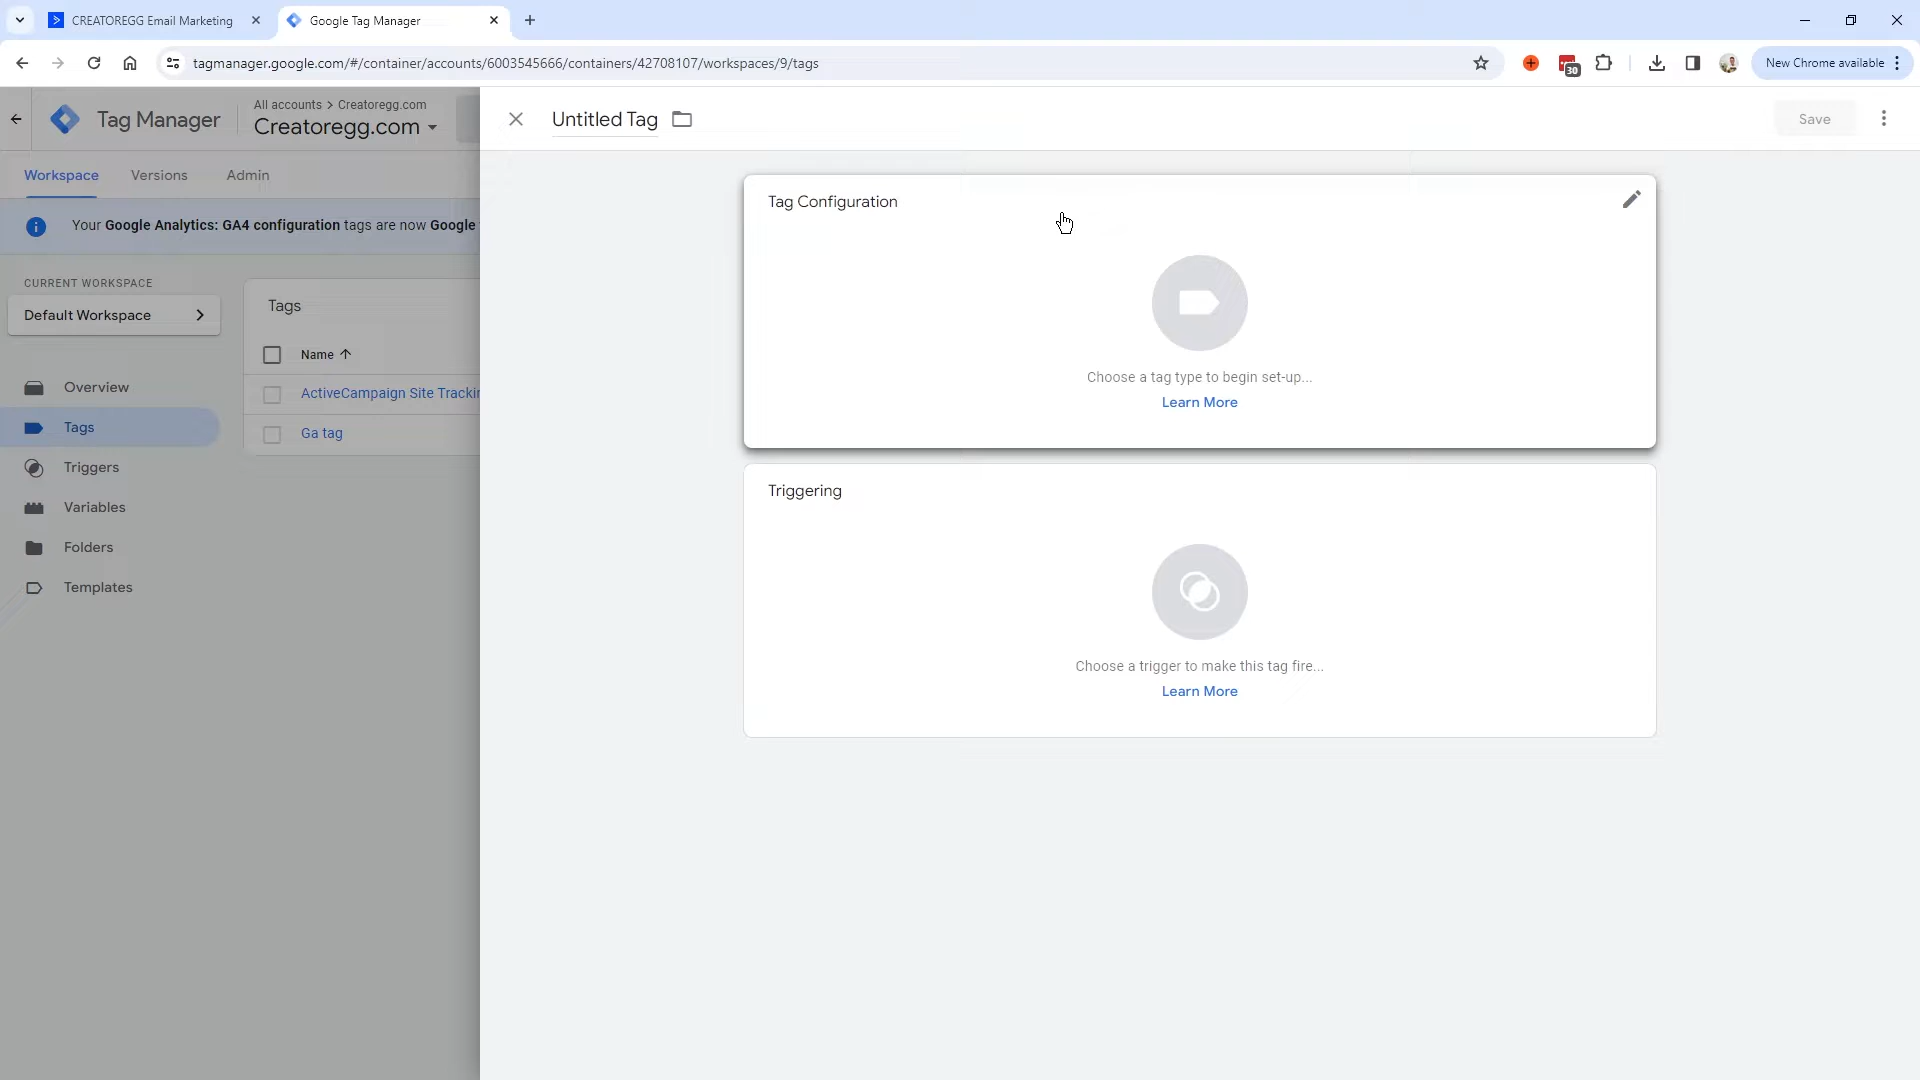 CREATOREGG Email Marketing
Google Tag Manager
tagmanager.google.com/#/container/accounts/6003545666/containers/42708107/workspaces/9/tags
30
New Chrome available
Tag Manager
All accounts > Creatoregg.com
Creatoregg.com
Untitled Tag
Save
Workspace
Versions
Admin
Your Google Analytics: GA4 configuration tags are now Google
CURRENT WORKSPACE
Default Workspace
Overview
Tags
Triggers
Variables
Folders
Templates
Tags
Name
ActiveCampaign Site Trackin
Ga tag
Tag Configuration
Choose a tag type to begin set-up...
Learn More
Triggering
Choose a trigger to make this tag fire...
Learn More